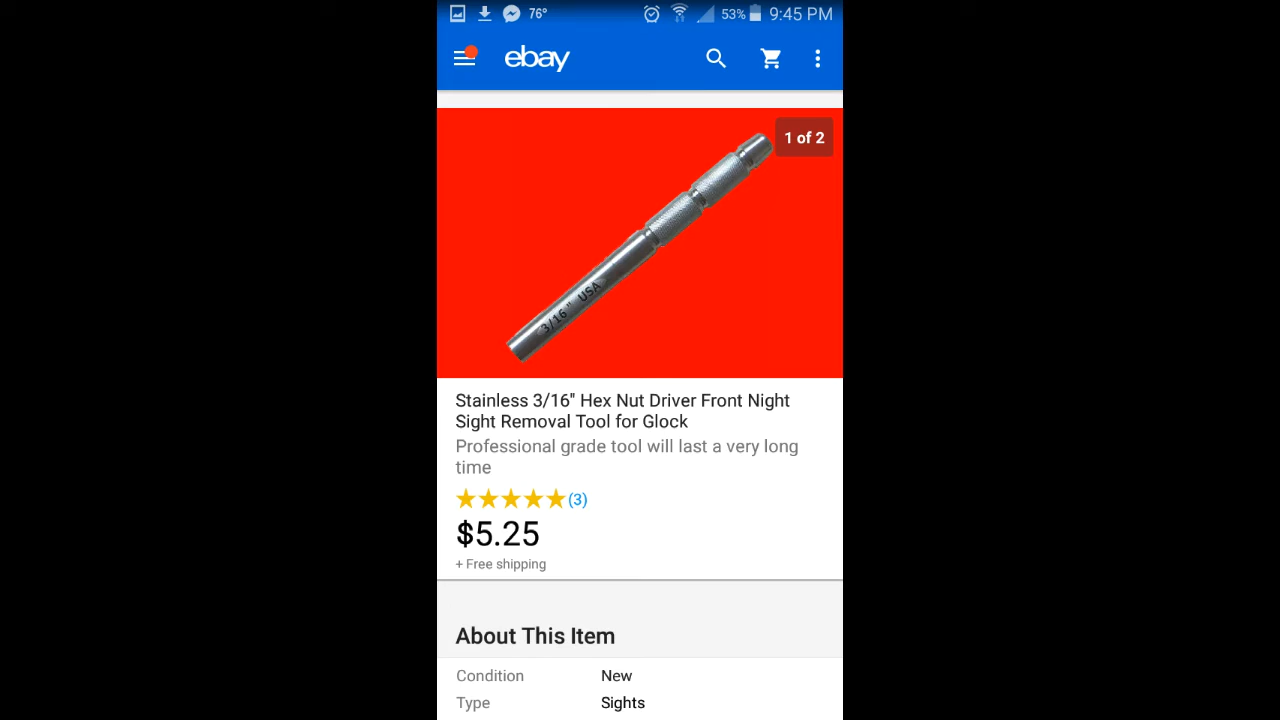 76° 53% 9:45 PM
ebay
1 of 2
3/16" USA
Stainless 3/16" Hex Nut Driver Front Night
Sight Removal Tool for Glock
Professional grade tool will last a very long
time
(3)
$5.25
+ Free shipping
About This Item
Condition New
Type Sights